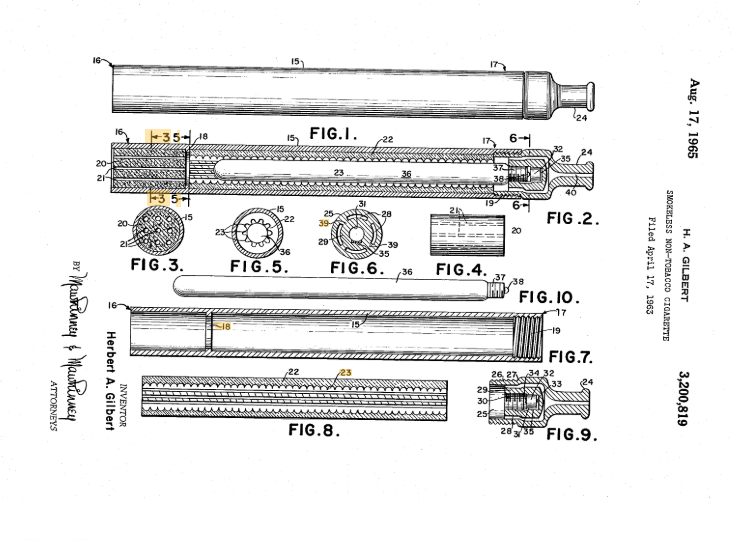 Aug. 17, 1965
H. A. GILBERT
3,200,819
SMOKELESS NON-TOBACCO CIGARETTE
Filed April 17, 1963
16 15 17 24
FIG.1.
16 3 5 18 15 22 17 6 32 24
20 21 23 36 37 38 35 40
3 5 19 6
FIG.2.
20 15 21
FIG.3.
15 22 23 36
FIG.5.
31 25 28 39 29 39 35
FIG.6.
21 20
FIG.4.
36 37 38
FIG.10.
16 18 15 17 19
FIG.7.
22 23
FIG.8.
26 27 34 32 33 24
29 30 25 28 31 35
FIG.9.
INVENTOR
Herbert A. Gilbert
BY Mawhinney & Mawhinney
ATTORNEYS